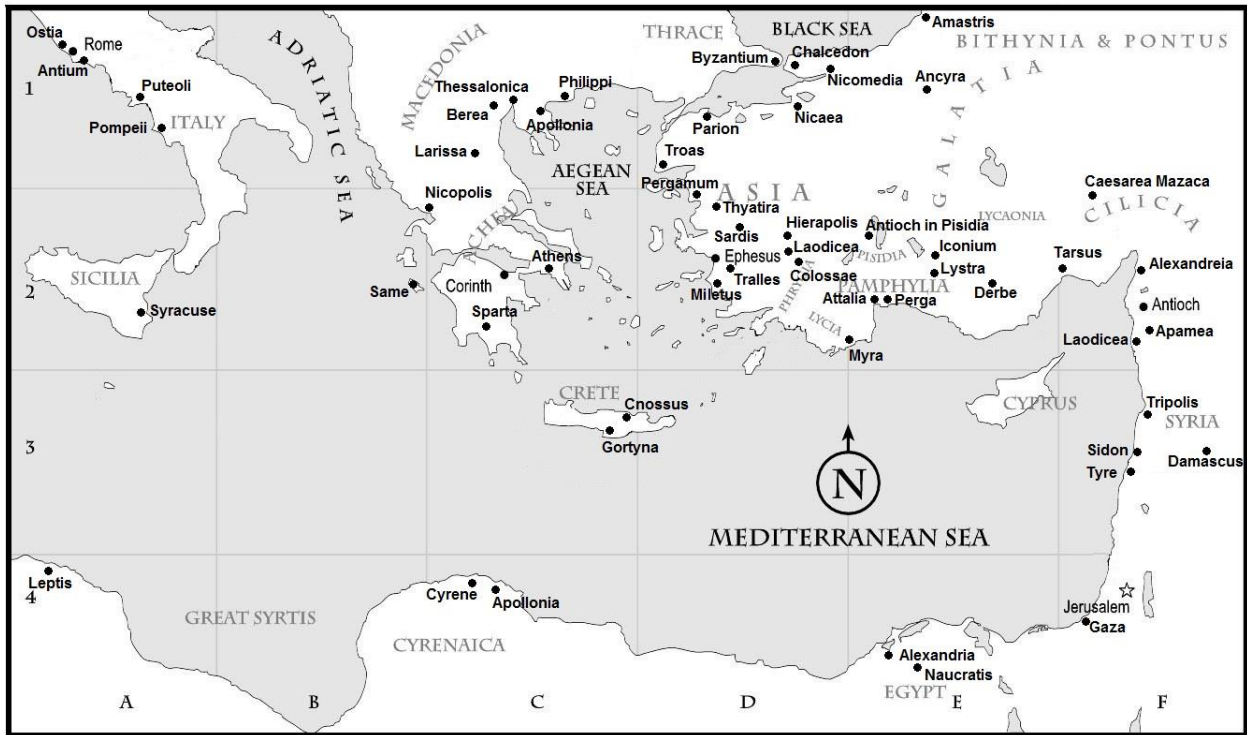 THRACE
BLACK SEA
Amastris
BITHYNIA & PONTUS
Ostia
Rome
Antium
ADRIATIC SEA
MACEDONIA
Byzantium
Chalcedon
Nicomedia
Ancyra
GALATIA
1
Puteoli
Pompeii
ITALY
Thessalonica
Philippi
Berea
Apollonia
Parion
Nicaea
Larissa
AEGEAN
SEA
Troas
Pergamum
ASIA
Caesarea Mazaca
CILICIA
Nicopolis
ACHEA
Thyatira
Sardis
Hierapolis
Antioch in Pisidia
LYCAONIA
Ephesus
Laodicea
PISIDIA
Iconium
Tarsus
Athens
SICILIA
2
Same
Corinth
Tralles
Colossae
Lystra
Alexandreia
Miletus
PHRYGIA
PAMPHYLIA
Derbe
Attalia
Perga
Antioch
Syracuse
Sparta
LYCIA
Apamea
Laodicea
Myra
CRETE
Cnossus
CYPRUS
Tripolis
SYRIA
3
Gortyna
Sidon
Damascus
Tyre
N
MEDITERRANEAN SEA
Leptis
4
Cyrene
Apollonia
GREAT SYRTIS
CYRENAICA
Jerusalem
Gaza
Alexandria
Naucratis
EGYPT
A
B
C
D
E
F